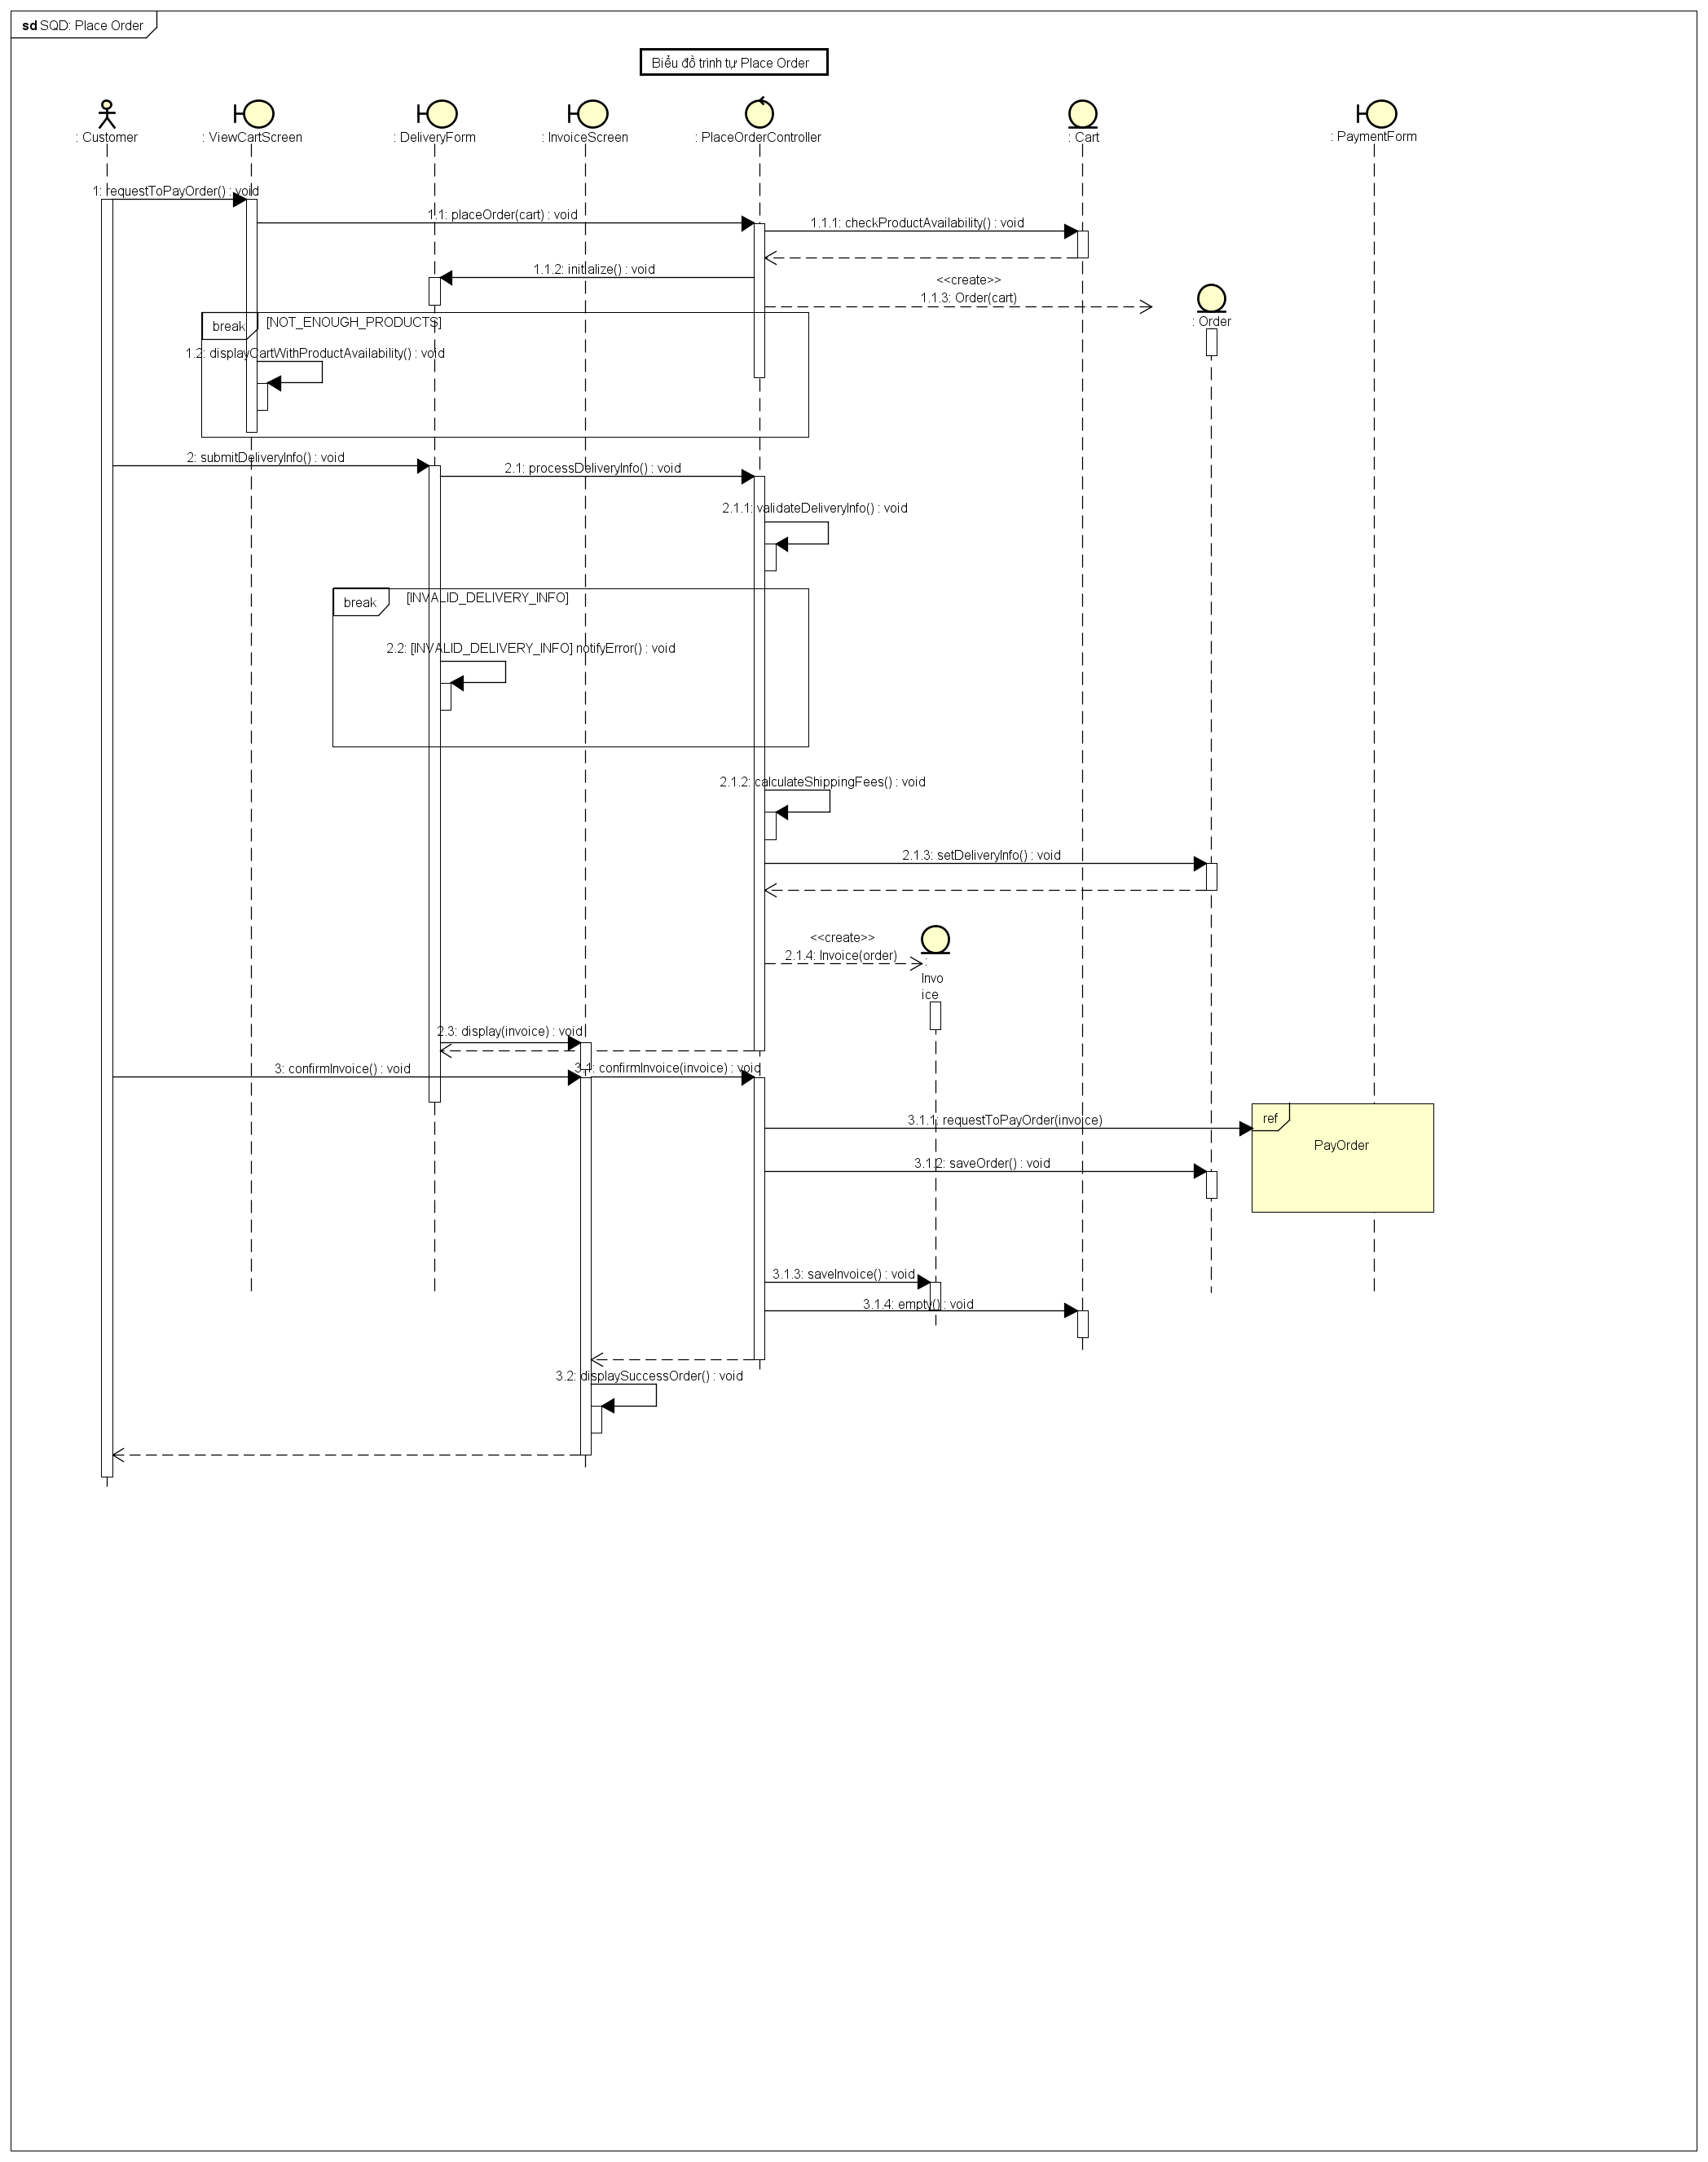 sd SQD: Place Order
Biểu đồ trình tự Place Order
: Customer
: ViewCartScreen
: DeliveryForm
: InvoiceScreen
: PlaceOrderController
: Cart
: PaymentForm
1: requestToPayOrder() : void
1.1: placeOrder(cart) : void
1.1.1: checkProductAvailability() : void
1.1.2: initialize() : void
<<create>>
1.1.3: Order(cart)
: Order
break
[NOT_ENOUGH_PRODUCTS]
1.2: displayCartWithProductAvailability() : void
2: submitDeliveryInfo() : void
2.1: processDeliveryInfo() : void
2.1.1: validateDeliveryInfo() : void
break
[INVALID_DELIVERY_INFO]
2.2: [INVALID_DELIVERY_INFO] notifyError() : void
2.1.2: calculateShippingFees() : void
2.1.3: setDeliveryInfo() : void
<<create>>
2.1.4: Invoice(order)
:
Invo
ice
2.3: display(invoice) : void
3: confirmInvoice() : void
3.1: confirmInvoice(invoice) : void
3.1.1: requestToPayOrder(invoice)
ref
PayOrder
3.1.2: saveOrder() : void
3.1.3: saveInvoice() : void
3.1.4: empty() : void
3.2: displaySuccessOrder() : void